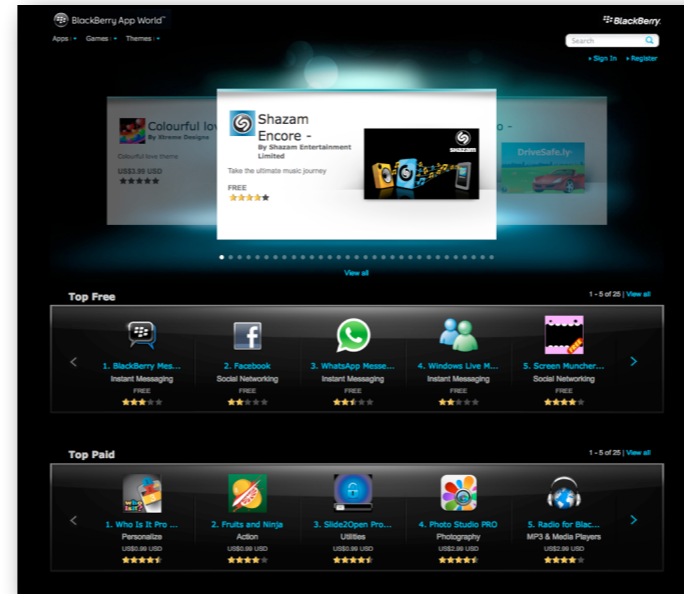 BlackBerry App World™
BlackBerry.
Apps Games Themes
Search
Sign In Register
Colourful lov
By Xtreme Designs
Colourful love theme
US$3.99 USD
Shazam
Encore -
By Shazam Entertainment
Limited
Take the ultimate music journey
FREE
SHAZAM
o -
DriveSafe.ly
View all
Top Free
1 - 5 of 25 | View all
1. BlackBerry Mes... 2. Facebook 3. WhatsApp Messe... 4. Windows Live M... 5. Screen Muncher...
Instant Messaging Social Networking Instant Messaging Instant Messaging Social Networking
FREE FREE FREE FREE FREE
Top Paid
1 - 5 of 25 | View all
1. Who Is It Pro ... 2. Fruits and Ninja 3. Slide2Open Pro... 4. Photo Studio PRO 5. Radio for Blac...
Personalize Action Utilities Photography MP3 & Media Players
US$0.99 USD US$0.99 USD US$0.99 USD US$2.99 USD US$2.99 USD